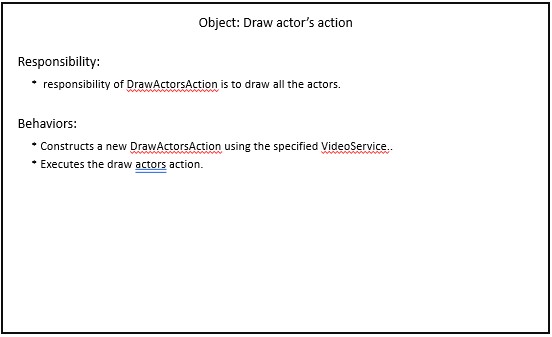 Object: Draw actor's action
Responsibility:
* responsibility of DrawActorsAction is to draw all the actors.
Behaviors:
* Constructs a new DrawActorsAction using the specified VideoService..
* Executes the draw actors action.